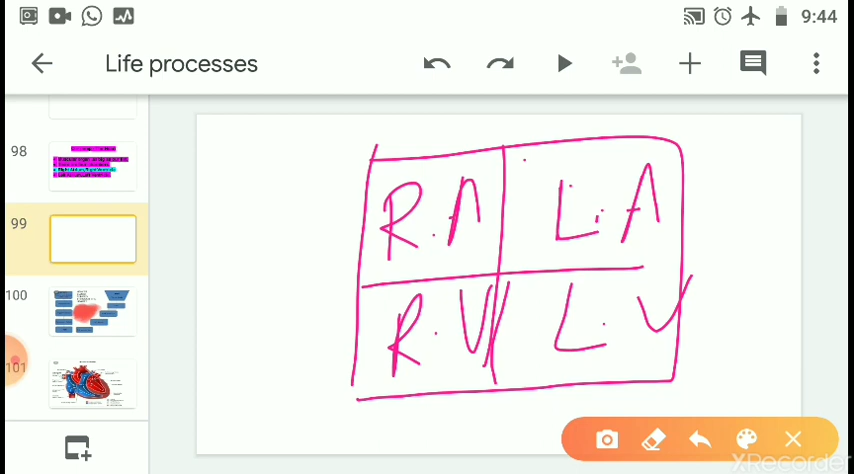 9:44
Life processes
98
99
R.A L.A
R.V L.V
100
101
XRecorder